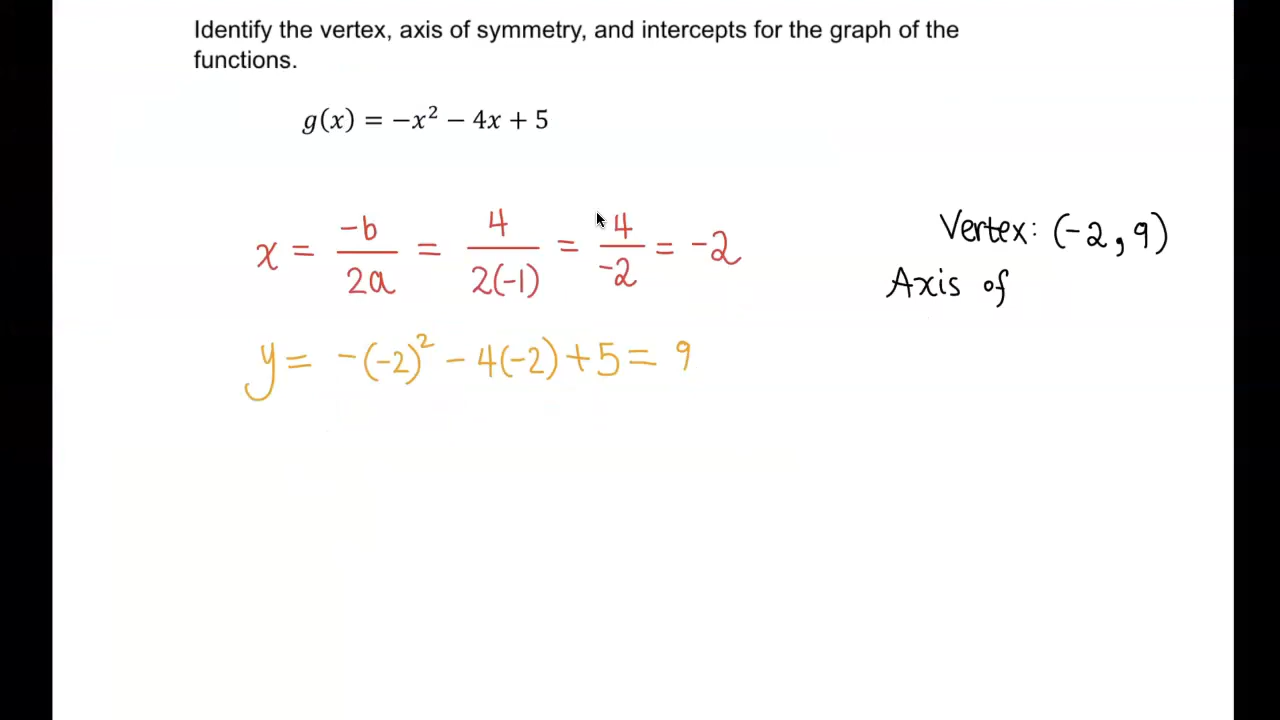 Identify the vertex, axis of symmetry, and intercepts for the graph of the
functions.
g(x) = −x² − 4x + 5
x = -b/2a = 4/2(-1) = 4/-2 = -2
Vertex: (-2, 9)
Axis of
y = -(-2)² - 4(-2) + 5 = 9